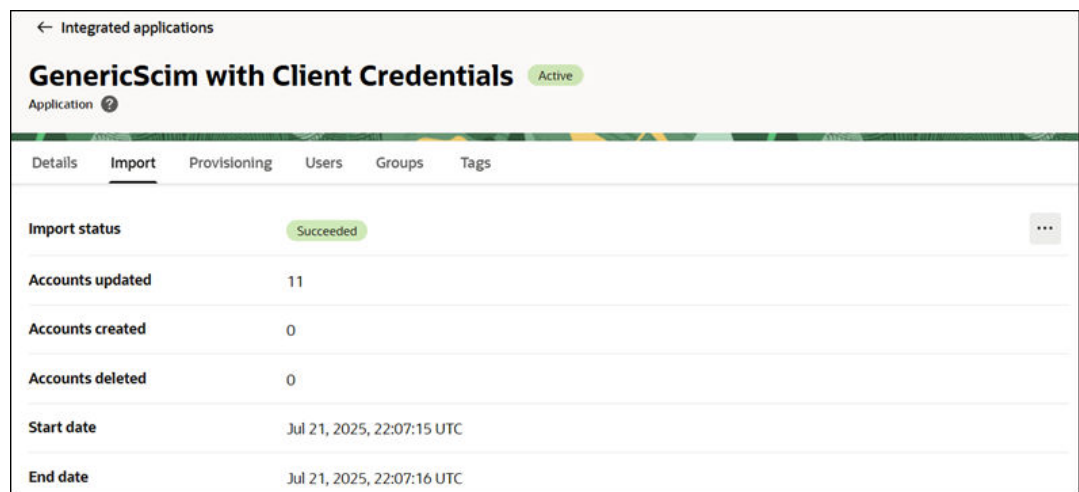 ← Integrated applications
GenericScim with Client Credentials Active
Application ?
Details Import Provisioning Users Groups Tags
Import status Succeeded ...
Accounts updated 11
Accounts created 0
Accounts deleted 0
Start date Jul 21, 2025, 22:07:15 UTC
End date Jul 21, 2025, 22:07:16 UTC